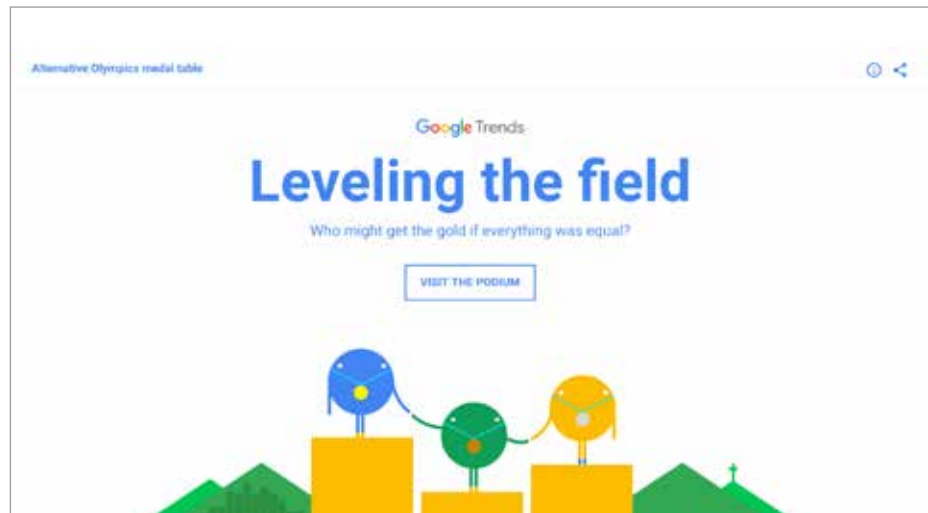 Alternative Olympics medal table
Google Trends
Leveling the field
Who might get the gold if everything was equal?
VISIT THE PODIUM